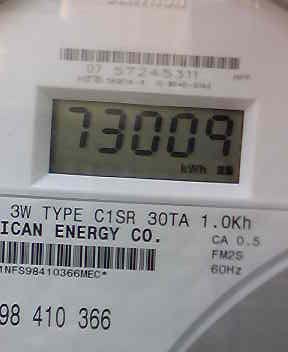 07 57245311
73009
kWh
3W TYPE C1SR 30TA 1.0Kh
ICAN ENERGY CO.
CA 0.5
FM2S
60Hz
1NFS98410366MEC*
98 410 366